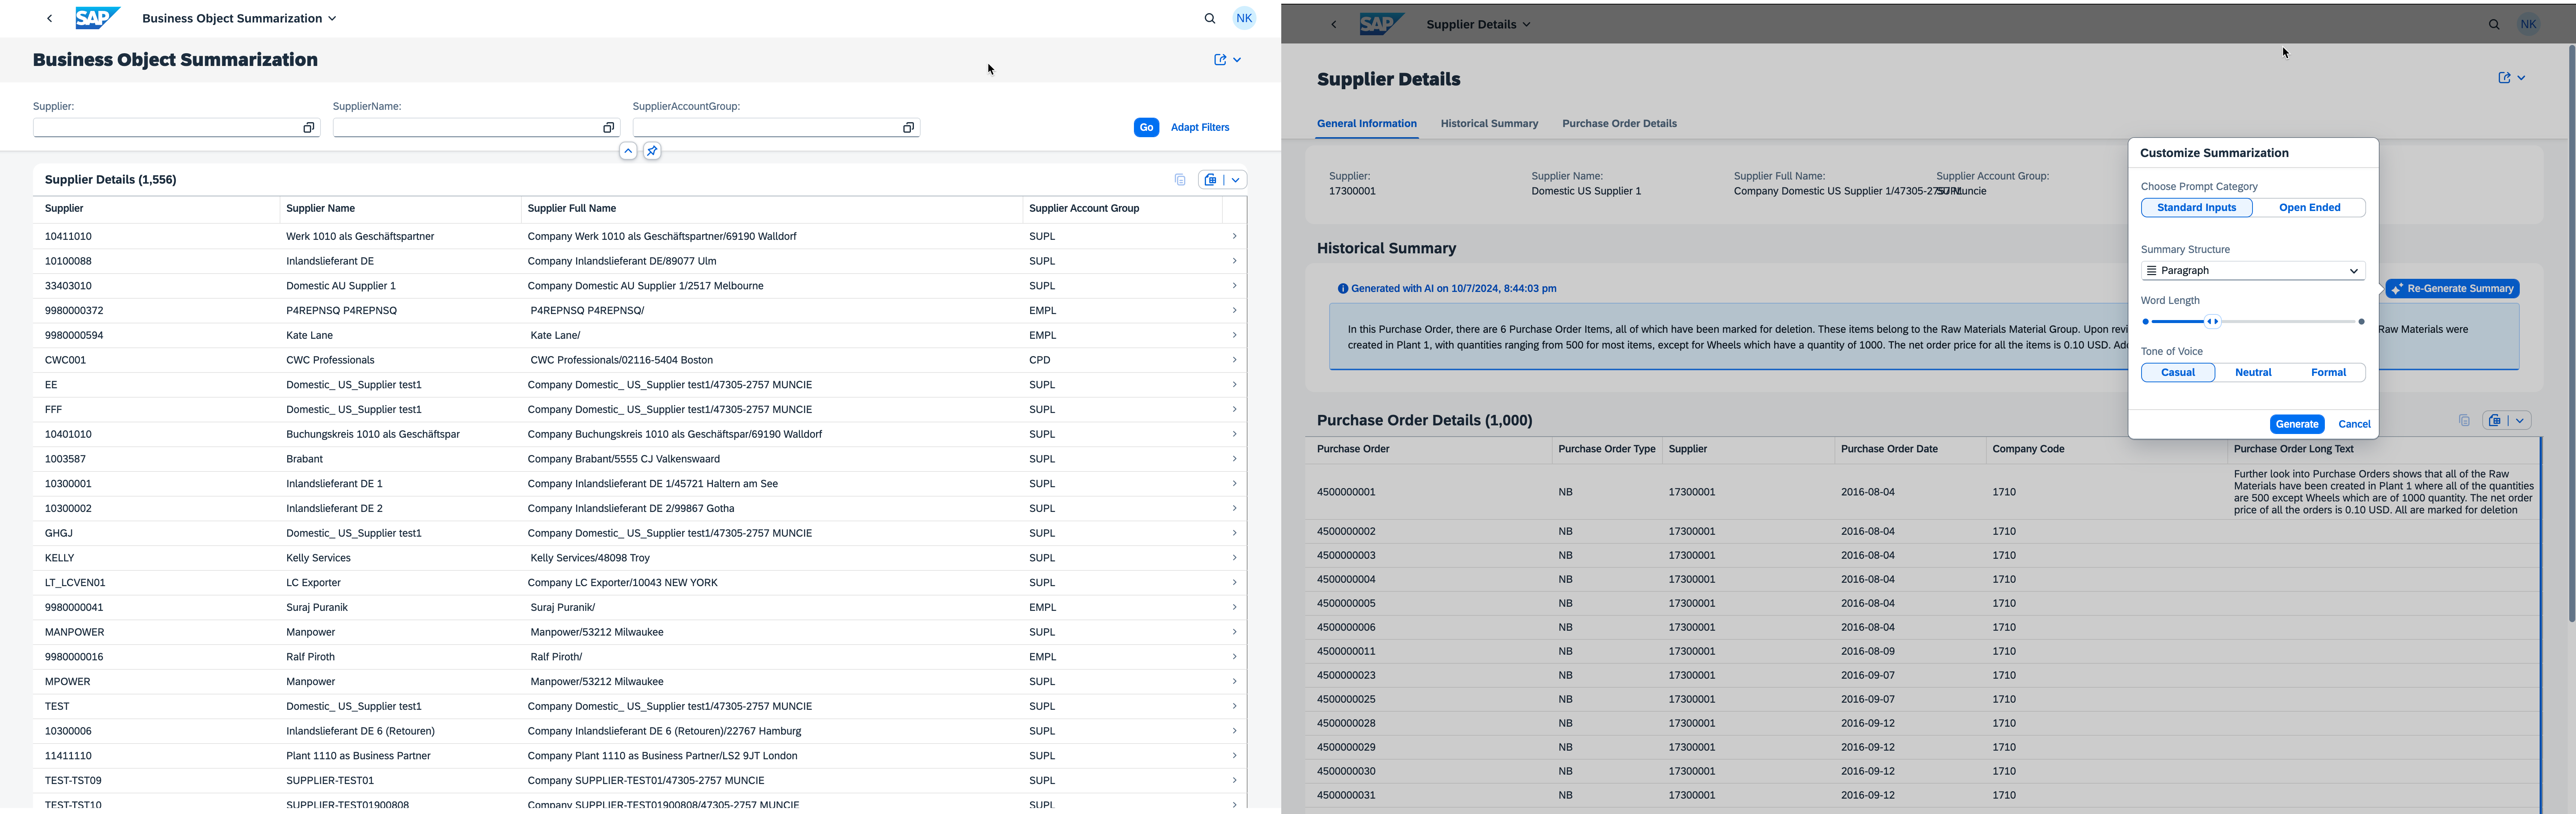 SAP Business Object Summarization NK
Business Object Summarization
Supplier: SupplierName: SupplierAccountGroup:
Go Adapt Filters
Supplier Details (1,556)
Supplier Supplier Name Supplier Full Name Supplier Account Group
10411010 Werk 1010 als Geschäftspartner Company Werk 1010 als Geschäftspartner/69190 Walldorf SUPL
10100088 Inlandslieferant DE Company Inlandslieferant DE/89077 Ulm SUPL
33403010 Domestic AU Supplier 1 Company Domestic AU Supplier 1/2517 Melbourne SUPL
9980000372 P4REPNSQ P4REPNSQ P4REPNSQ P4REPNSQ/ EMPL
9980000594 Kate Lane Kate Lane/ EMPL
CWC001 CWC Professionals CWC Professionals/02116-5404 Boston CPD
EE Domestic_ US_Supplier test1 Company Domestic_ US_Supplier test1/47305-2757 MUNCIE SUPL
FFF Domestic_ US_Supplier test1 Company Domestic_ US_Supplier test1/47305-2757 MUNCIE SUPL
10401010 Buchungskreis 1010 als Geschäftspar Company Buchungskreis 1010 als Geschäftspar/69190 Walldorf SUPL
1003587 Brabant Company Brabant/5555 CJ Valkenswaard SUPL
10300001 Inlandslieferant DE 1 Company Inlandslieferant DE 1/45721 Haltern am See SUPL
10300002 Inlandslieferant DE 2 Company Inlandslieferant DE 2/99867 Gotha SUPL
GHGJ Domestic_ US_Supplier test1 Company Domestic_ US_Supplier test1/47305-2757 MUNCIE SUPL
KELLY Kelly Services Kelly Services/48098 Troy SUPL
LT_LCVEN01 LC Exporter Company LC Exporter/10043 NEW YORK SUPL
9980000041 Suraj Puranik Suraj Puranik/ EMPL
MANPOWER Manpower Manpower/53212 Milwaukee SUPL
9980000016 Ralf Piroth Ralf Piroth/ EMPL
MPOWER Manpower Manpower/53212 Milwaukee SUPL
TEST Domestic_ US_Supplier test1 Company Domestic_ US_Supplier test1/47305-2757 MUNCIE SUPL
10300006 Inlandslieferant DE 6 (Retouren) Company Inlandslieferant DE 6 (Retouren)/22767 Hamburg SUPL
11411110 Plant 1110 as Business Partner Company Plant 1110 as Business Partner/LS2 9JT London SUPL
TEST-TST09 SUPPLIER-TEST01 Company SUPPLIER-TEST01/47305-2757 MUNCIE SUPL
TEST-TST10 SUPPLIER-TEST01900808 Company SUPPLIER-TEST01900808/47305-2757 MUNCIE SUPL
SAP Supplier Details NK
Supplier Details
General Information Historical Summary Purchase Order Details
Supplier: Supplier Name: Supplier Full Name: Supplier Account Group:
17300001 Domestic US Supplier 1 Company Domestic US Supplier 1/47305-2757 Muncie SUPL
Historical Summary
Generated with AI on 10/7/2024, 8:44:03 pm Re-Generate Summary
In this Purchase Order, there are 6 Purchase Order Items, all of which have been marked for deletion. These items belong to the Raw Materials Material Group. Upon Raw Materials were
created in Plant 1, with quantities ranging from 500 for most items, except for Wheels which have a quantity of 1000. The net order price for all the items is 0.10 USD.
Customize Summarization
Choose Prompt Category
Standard Inputs Open Ended
Summary Structure
Paragraph
Word Length
Tone of Voice
Casual Neutral Formal
Generate Cancel
Purchase Order Details (1,000)
Purchase Order Purchase Order Type Supplier Purchase Order Date Company Code Purchase Order Long Text
Further look into Purchase Orders shows that all of the Raw
Materials have been created in Plant 1 where all of the quantities
4500000001 NB 17300001 2016-08-04 1710
are 500 except Wheels which are of 1000 quantity. The net order
price of all the orders is 0.10 USD. All are marked for deletion
4500000002 NB 17300001 2016-08-04 1710
4500000003 NB 17300001 2016-08-04 1710
4500000004 NB 17300001 2016-08-04 1710
4500000005 NB 17300001 2016-08-04 1710
4500000006 NB 17300001 2016-08-04 1710
4500000011 NB 17300001 2016-08-09 1710
4500000023 NB 17300001 2016-09-07 1710
4500000025 NB 17300001 2016-09-07 1710
4500000028 NB 17300001 2016-09-12 1710
4500000029 NB 17300001 2016-09-12 1710
4500000030 NB 17300001 2016-09-12 1710
4500000031 NB 17300001 2016-09-12 1710